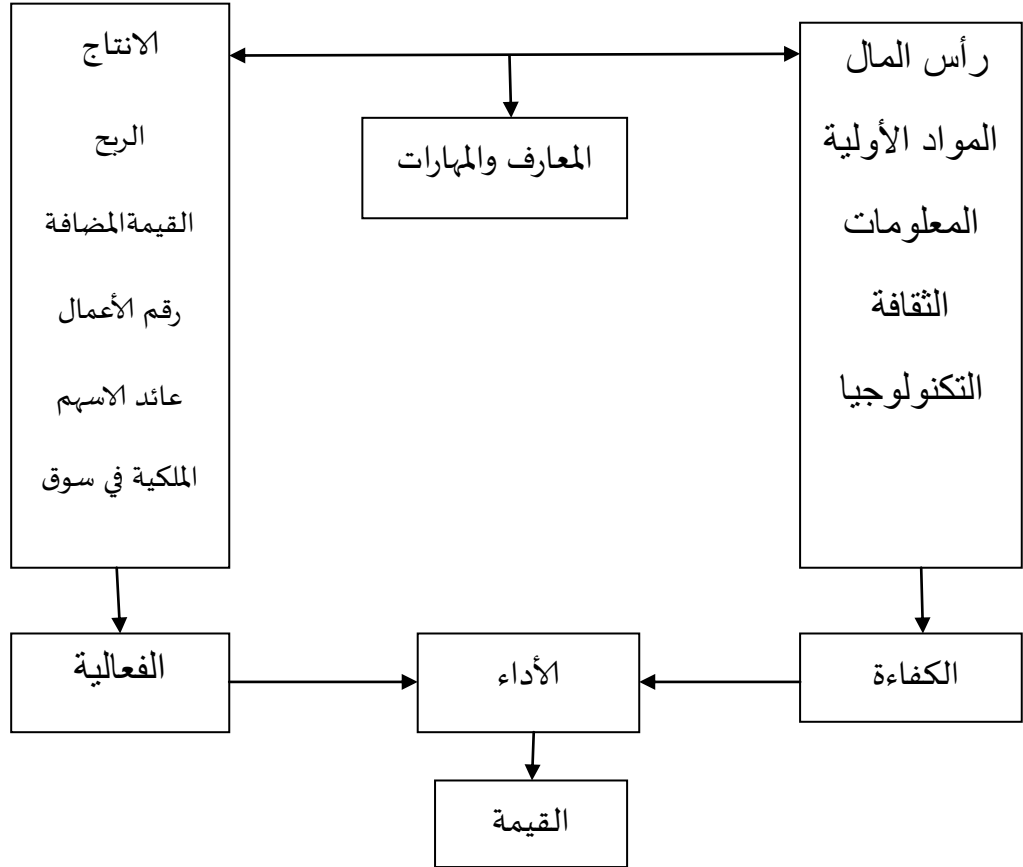 رأس المال
المواد الأولية
المعلومات
الثقافة
التكنولوجيا
المعارف والمهارات
الانتاج
الربح
القيمةالمضافة
رقم الأعمال
عائد الاسهم
الملكية في سوق
الكفاءة
الأداء
الفعالية
القيمة